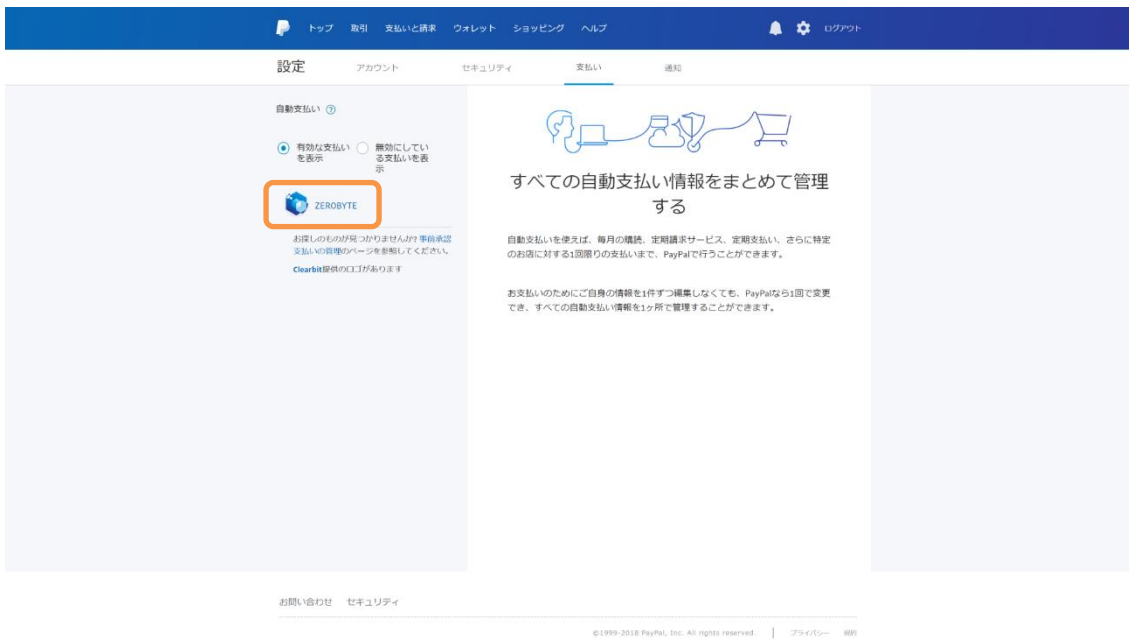 トップ 取引 支払いと請求 ウォレット ショッピング ヘルプ ログアウト
設定 アカウント セキュリティ 支払い 通知
自動支払い ?
有効な支払い
を表示
無効にしてい
る支払いを表
示
ZEROBYTE
お探しのものが見つかりませんか? 事前承認
支払いの管理のページを参照してください。
Clearbit提供のロゴがあります
すべての自動支払い情報をまとめて管理
する
自動支払いを使えば、毎月の購読、定期請求サービス、定期支払い、さらに特定
のお店に対する1回限りの支払いまで、PayPalで行うことができます。
お支払いのためにご自身の情報を1件ずつ編集しなくても、PayPalなら1回で変更
でき、すべての自動支払い情報を1ヶ所で管理することができます。
お問い合わせ セキュリティ
©1999-2018 PayPal, Inc. All rights reserved. | プライバシー 規約